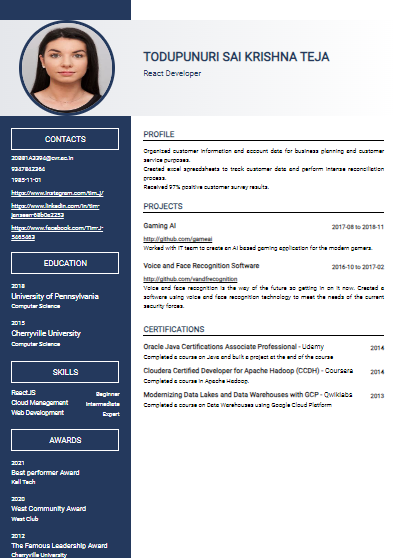 TODUPUNURI SAI KRISHNA TEJA
React Developer
CONTACTS
20881A3394@cvr.ac.in
9347862364
1985-11-01
https://www.instagram.com/tim_j/
https://www.linkedin.com/in/tim-
janseen-68b0a2253
https://www.facebook.com/Tim.J-
EDUCATION
2018
University of Pennsylvania
Computer Science
2015
Cherryville University
Computer Science
SKILLS
ReactJS Beginner
Cloud Management Intermediate
Web Development Expert
AWARDS
2021
Best performer Award
Kell Tech
2020
West Community Award
West Club
2012
The Famous Leadership Award
Cherryville University
PROFILE
Organized customer information and account data for business planning and customer
service purposes.
Created excel spreadsheets to track customer data and perform intense reconciliation
process.
Received 97% positive customer survey results.
PROJECTS
Gaming AI 2017-08 to 2018-11
http://github.com/gameai
Worked with IT team to create an AI based gaming application for the modern gamers.
Voice and Face Recognition Software 2016-10 to 2017-02
http://github.com/vandfrecognition
Voice and face recognition is the way of the future so getting in on it now. Created a
software using voice and face recognition technology to meet the needs of the current
security forces.
CERTIFICATIONS
Oracle Java Certifications Associate Professional - Udemy 2014
Completed a course on Java and built a project at the end of the course
Cloudera Certified Developer for Apache Hadoop (CCDH) - Coursera 2014
Completed a course in Apache Hadoop.
Modernizing Data Lakes and Data Warehouses with GCP - Qwiklabs 2013
Completed a course on Data Warehouses using Google Cloud Platform